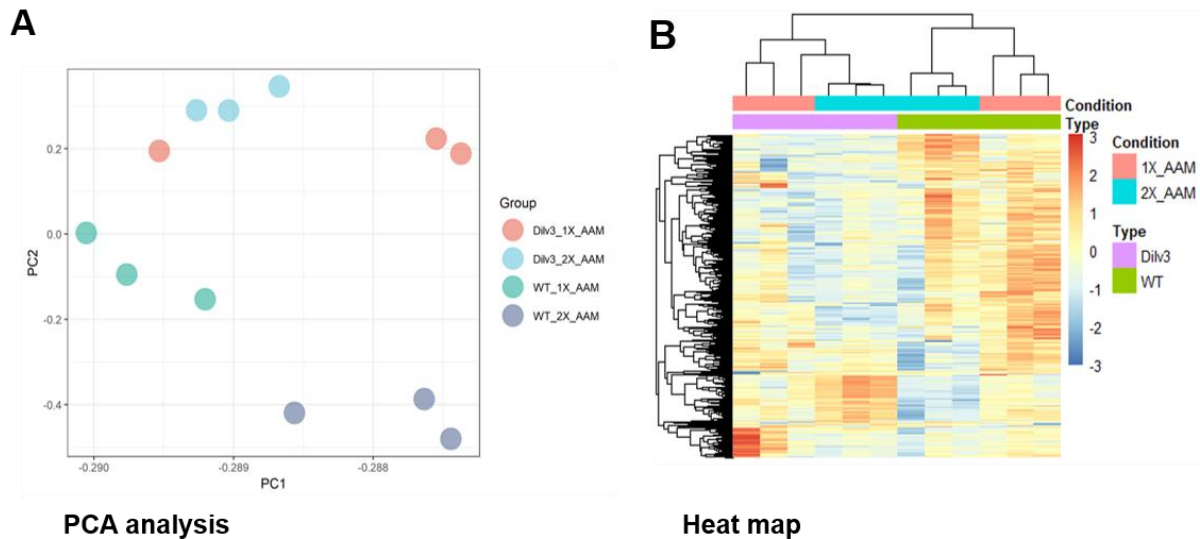 A
0.2
0.0
-0.2
-0.4
PC2
-0.290
-0.289
-0.288
PC1
Group
Dilv3_1X_AAM
Dilv3_2X_AAM
WT_1X_AAM
WT_2X_AAM
PCA analysis
B
Condition
Type
3
2
1
0
-1
-2
-3
Condition
1X_AAM
2X_AAM
Type
Dilv3
WT
Heat map